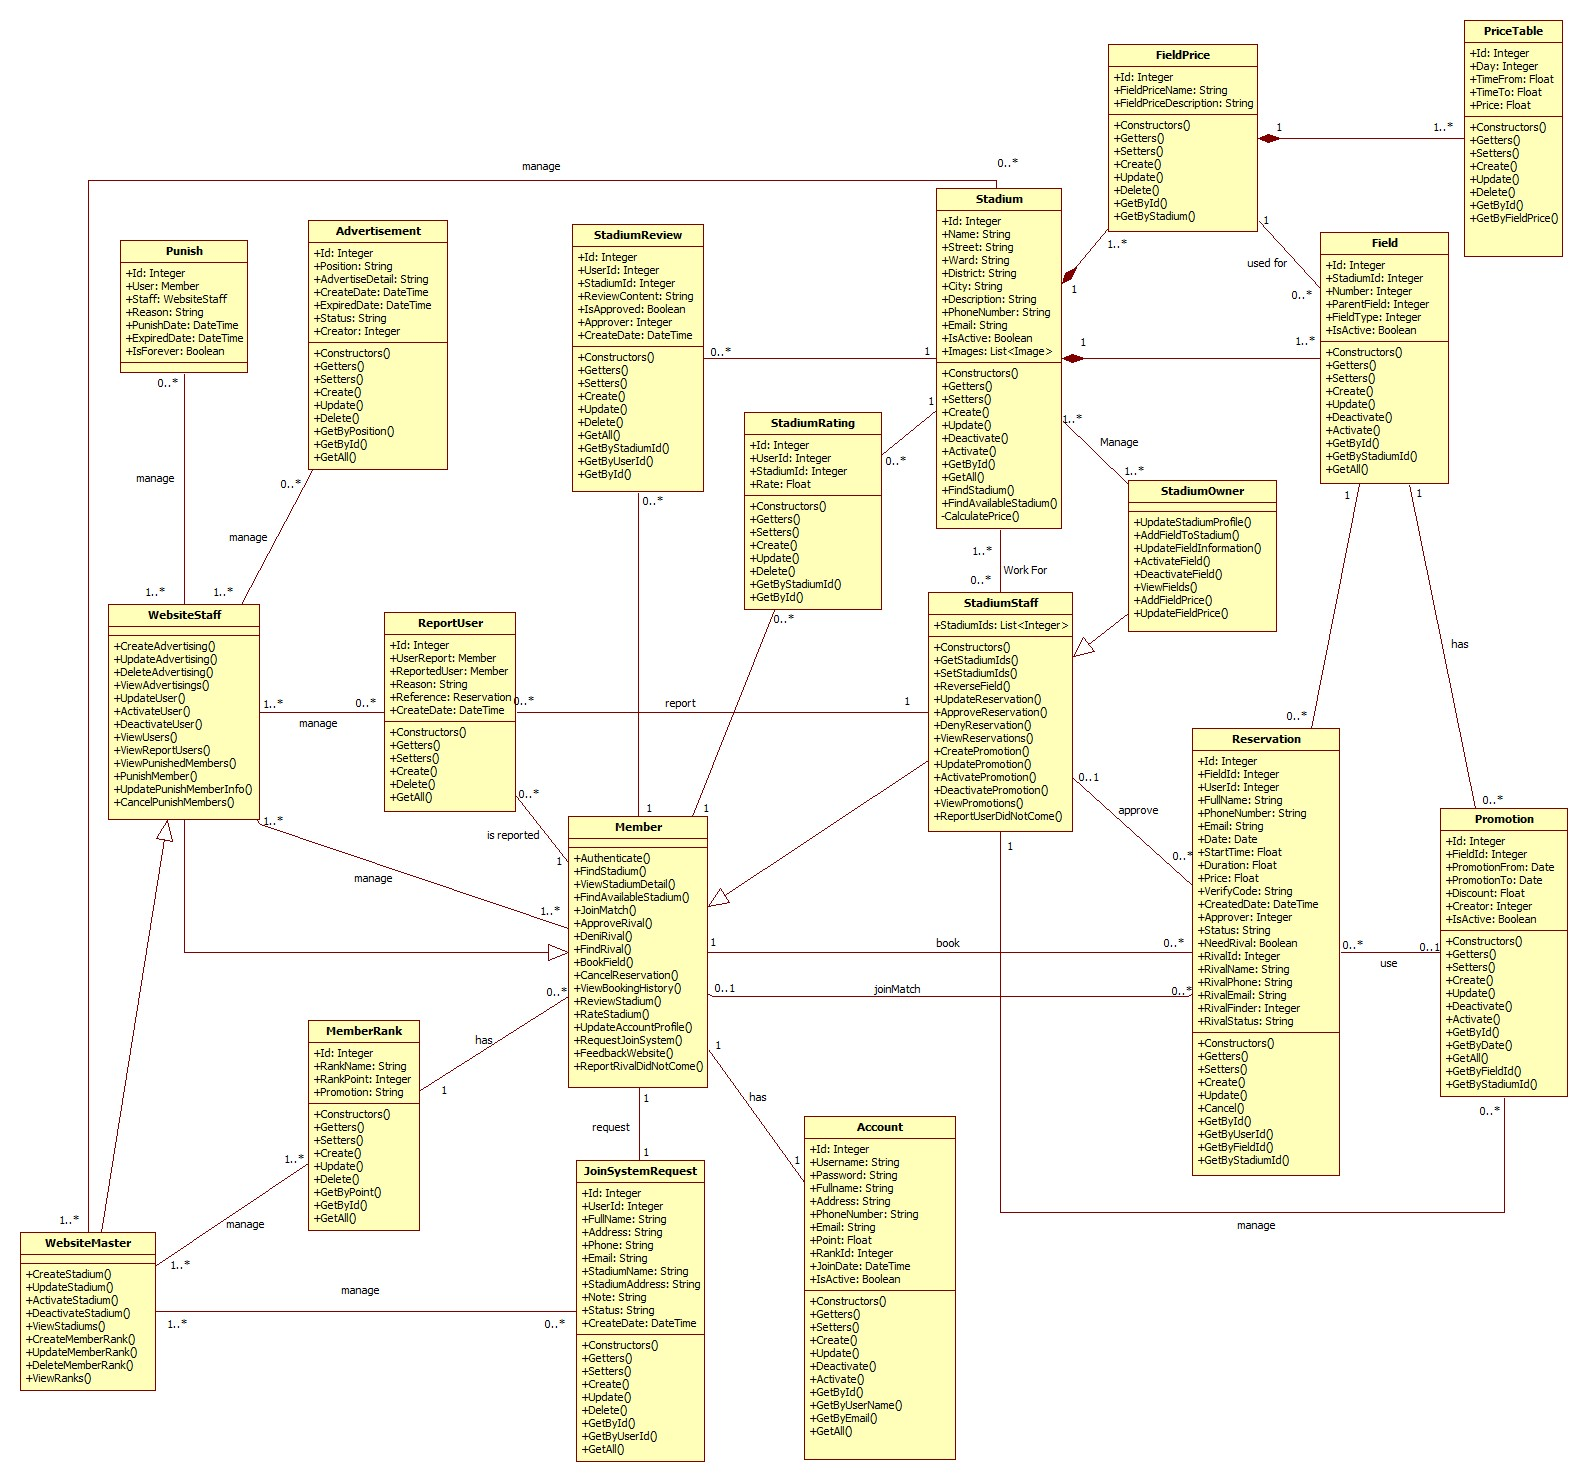 PriceTable
+Id: Integer
+Day: Integer
+TimeFrom: Float
+TimeTo: Float
+Price: Float
+Constructors()
+Getters()
+Setters()
+Create()
+Update()
+Delete()
+GetById()
+GetByFieldPrice()
FieldPrice
+Id: Integer
+FieldPriceName: String
+FieldPriceDescription: String
+Constructors()
+Getters()
+Setters()
+Create()
+Update()
+Delete()
+GetById()
+GetByStadium()
1
1..*
manage
0..*
1..*
1
1
used for
0..*
Stadium
+Id: Integer
+Name: String
+Street: String
+Ward: String
+District: String
+City: String
+Description: String
+PhoneNumber: String
+Email: String
+IsActive: Boolean
+Images: List<Image>
+Constructors()
+Getters()
+Setters()
+Create()
+Update()
+Deactivate()
+Activate()
+GetById()
+GetAll()
+FindStadium()
+FindAvailableStadium()
-CalculatePrice()
Field
+Id: Integer
+StadiumId: Integer
+Number: Integer
+ParentField: Integer
+FieldType: Integer
+IsActive: Boolean
+Constructors()
+Getters()
+Setters()
+Create()
+Update()
+Deactivate()
+Activate()
+GetById()
+GetByStadiumId()
+GetAll()
1
1..*
Punish
+Id: Integer
+User: Member
+Staff: WebsiteStaff
+Reason: String
+PunishDate: DateTime
+ExpiredDate: DateTime
+IsForever: Boolean
0..*
manage
1..*
Advertisement
+Id: Integer
+Position: String
+AdvertiseDetail: String
+CreateDate: DateTime
+ExpiredDate: DateTime
+Status: String
+Creator: Integer
+Constructors()
+Getters()
+Setters()
+Create()
+Update()
+Delete()
+GetByPosition()
+GetById()
+GetAll()
0..*
manage
1..*
StadiumReview
+Id: Integer
+UserId: Integer
+StadiumId: Integer
+ReviewContent: String
+IsApproved: Boolean
+Approver: Integer
+CreateDate: DateTime
+Constructors()
+Getters()
+Setters()
+Create()
+Update()
+Delete()
+GetAll()
+GetByStadiumId()
+GetByUserId()
+GetById()
0..*
1
0..*
1
StadiumRating
+Id: Integer
+UserId: Integer
+StadiumId: Integer
+Rate: Float
+Constructors()
+Getters()
+Setters()
+Create()
+Update()
+Delete()
+GetByStadiumId()
+GetById()
1
0..*
0..*
1
1..*
Manage
1..*
StadiumOwner
+UpdateStadiumProfile()
+AddFieldToStadium()
+UpdateFieldInformation()
+ActivateField()
+DeactivateField()
+ViewFields()
+AddFieldPrice()
+UpdateFieldPrice()
1..*
Work For
0..*
StadiumStaff
+StadiumIds: List<Integer>
+Constructors()
+GetStadiumIds()
+SetStadiumIds()
+ReverseField()
+UpdateReservation()
+ApproveReservation()
+DenyReservation()
+ViewReservations()
+CreatePromotion()
+UpdatePromotion()
+ActivatePromotion()
+DeactivatePromotion()
+ViewPromotions()
+ReportUserDidNotCome()
WebsiteStaff
+CreateAdvertising()
+UpdateAdvertising()
+DeleteAdvertising()
+ViewAdvertisings()
+UpdateUser()
+ActivateUser()
+DeactivateUser()
+ViewUsers()
+ViewReportUsers()
+ViewPunishedMembers()
+PunishMember()
+UpdatePunishMemberInfo()
+CancelPunishMembers()
1..*
0..*
manage
ReportUser
+Id: Integer
+UserReport: Member
+ReportedUser: Member
+Reason: String
+Reference: Reservation
+CreateDate: DateTime
+Constructors()
+Getters()
+Setters()
+Create()
+Delete()
+GetAll()
0..*
report
1
0..*
is reported
1
1..*
manage
1..*
Member
+Authenticate()
+FindStadium()
+ViewStadiumDetail()
+FindAvailableStadium()
+JoinMatch()
+ApproveRival()
+DeniRival()
+FindRival()
+BookField()
+CancelReservation()
+ViewBookingHistory()
+ReviewStadium()
+RateStadium()
+UpdateAccountProfile()
+RequestJoinSystem()
+FeedbackWebsite()
+ReportRivalDidNotCome()
1
0..*
1
has
0..*
Reservation
+Id: Integer
+FieldId: Integer
+UserId: Integer
+FullName: String
+PhoneNumber: String
+Email: String
+Date: Date
+StartTime: Float
+Duration: Float
+Price: Float
+VerifyCode: String
+CreatedDate: DateTime
+Approver: Integer
+Status: String
+NeedRival: Boolean
+RivalId: Integer
+RivalName: String
+RivalPhone: String
+RivalEmail: String
+RivalFinder: Integer
+RivalStatus: String
+Constructors()
+Getters()
+Setters()
+Create()
+Update()
+Cancel()
+GetById()
+GetByUserId()
+GetByFieldId()
+GetByStadiumId()
0..1
approve
0..*
1
book
0..*
0..1
joinMatch
0..*
Promotion
+Id: Integer
+FieldId: Integer
+PromotionFrom: Date
+PromotionTo: Date
+Discount: Float
+Creator: Integer
+IsActive: Boolean
+Constructors()
+Getters()
+Setters()
+Create()
+Update()
+Deactivate()
+Activate()
+GetById()
+GetByDate()
+GetAll()
+GetByFieldId()
+GetByStadiumId()
0..*
use
0..1
1
manage
0..*
0..*
has
1
MemberRank
+Id: Integer
+RankName: String
+RankPoint: Integer
+Promotion: String
+Constructors()
+Getters()
+Setters()
+Create()
+Update()
+Delete()
+GetByPoint()
+GetById()
+GetAll()
1..*
manage
1..*
1
request
1
JoinSystemRequest
+Id: Integer
+UserId: Integer
+FullName: String
+Address: String
+Phone: String
+Email: String
+StadiumName: String
+StadiumAddress: String
+Note: String
+Status: String
+CreateDate: DateTime
+Constructors()
+Getters()
+Setters()
+Create()
+Update()
+Delete()
+GetById()
+GetByUserId()
+GetAll()
1
has
1
Account
+Id: Integer
+Username: String
+Password: String
+Fullname: String
+Address: String
+PhoneNumber: String
+Email: String
+Point: Float
+RankId: Integer
+JoinDate: DateTime
+IsActive: Boolean
+Constructors()
+Getters()
+Setters()
+Create()
+Update()
+Deactivate()
+Activate()
+GetById()
+GetByUserName()
+GetByEmail()
+GetAll()
1..*
WebsiteMaster
+CreateStadium()
+UpdateStadium()
+ActivateStadium()
+DeactivateStadium()
+ViewStadiums()
+CreateMemberRank()
+UpdateMemberRank()
+DeleteMemberRank()
+ViewRanks()
manage
1..*
0..*